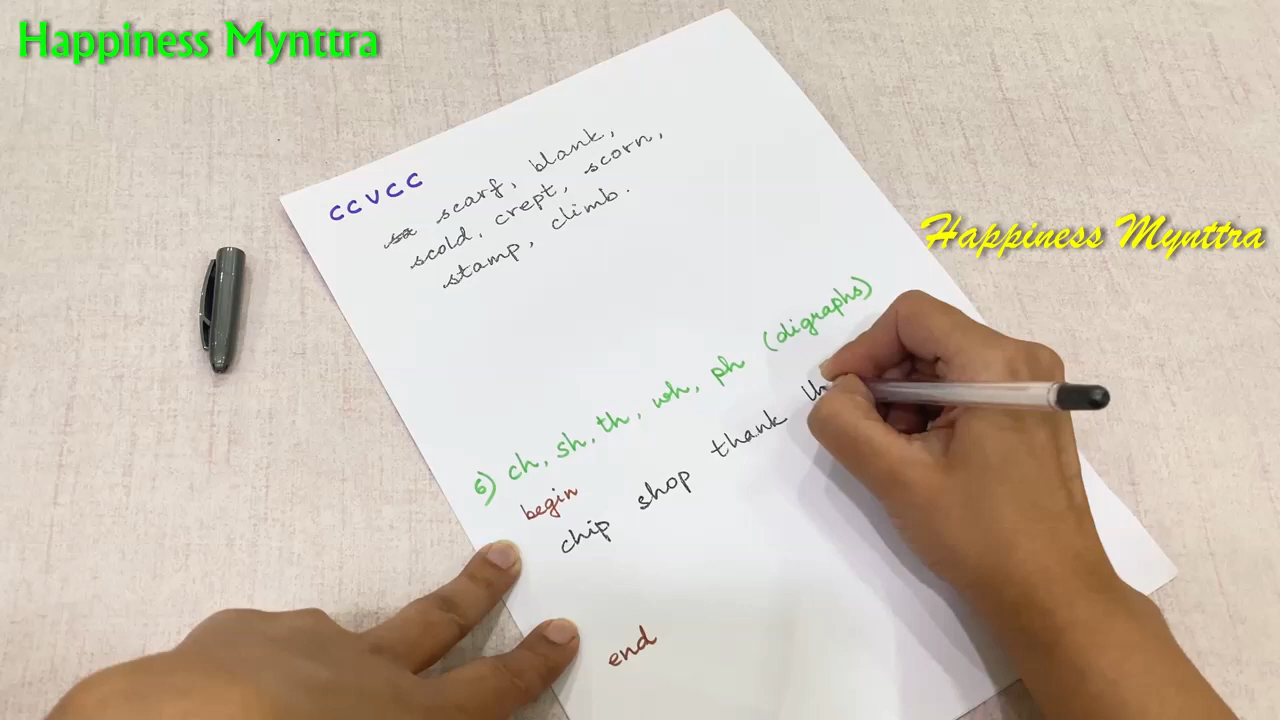 Happiness Mynttra
CCVCC
scarf, blank,
scold, crept, scorn,
stamp, climb.
Happiness Mynttra
6) ch, sh, th, wh, ph (digraphs)
begin
chip shop thank th
end